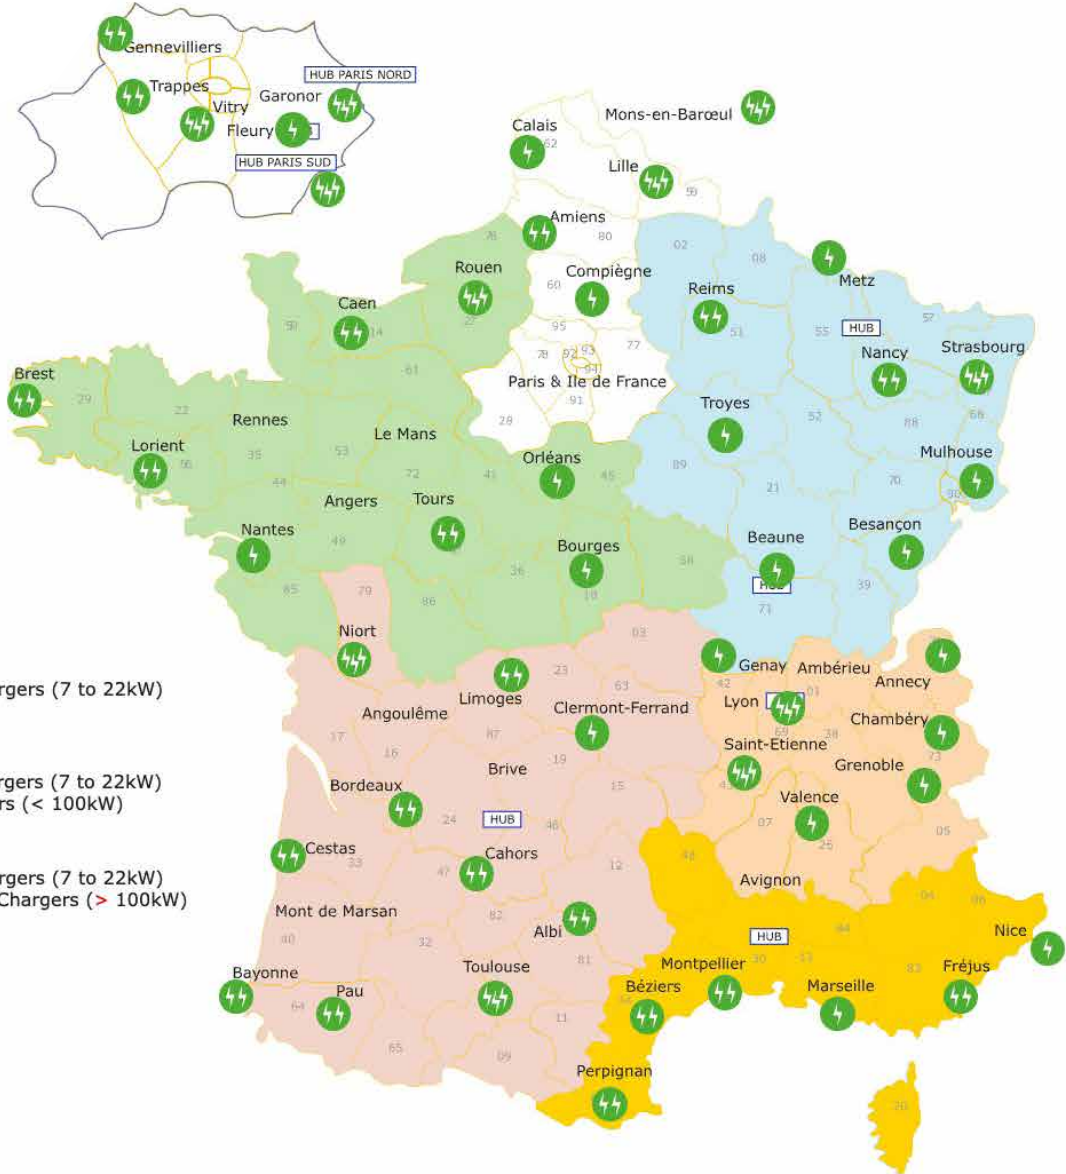 Gennevilliers
HUB PARIS NORD
Trappes
Garonor
Vitry
Fleury
HUB PARIS SUD
Mons-en-Barœul
Calais
62
Lille
59
Amiens
80
76
02
08
Rouen
Compiègne
60
Metz
Reims
51
55
57
Caen
14
50
27
HUB
95
Nancy
Strasbourg
78
92
93
94
77
Brest
29
61
Paris & Ile de France
91
28
22
Rennes
Le Mans
Troyes
52
88
68
Lorient
56
35
53
72
41
Orléans
45
89
Mulhouse
44
21
70
90
Angers
Tours
Nantes
49
Bourges
Beaune
Besançon
36
58
18
39
85
79
86
71
03
Niort
Genay
Ambérieu
Annecy
rgers (7 to 22kW)
Limoges
23
63
42
01
Angoulême
Clermont-Ferrand
Lyon
Chambéry
17
16
87
69
38
73
Saint-Etienne
Brive
19
Grenoble
rgers (7 to 22kW)
rs (< 100kW)
Bordeaux
15
43
Valence
24
HUB
46
07
26
05
Cestas
33
47
Cahors
12
48
rgers (7 to 22kW)
Chargers (> 100kW)
Avignon
04
06
Mont de Marsan
82
Albi
40
32
81
HUB
84
Nice
30
13
83
Bayonne
Toulouse
Montpellier
Fréjus
64
Pau
Béziers
Marseille
34
11
65
09
Perpignan
20